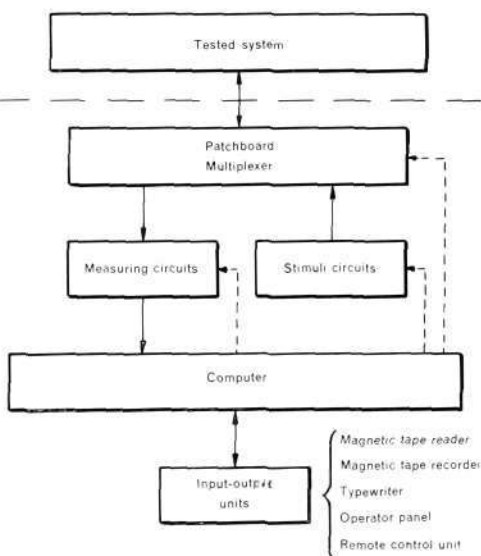 Tested system
Patchboard
Multiplexer
Measuring circuits
Stimuli circuits
Computer
Input-output
units
Magnetic tape reader
Magnetic tape recorder
Typewriter
Operator panel
Remote control unit